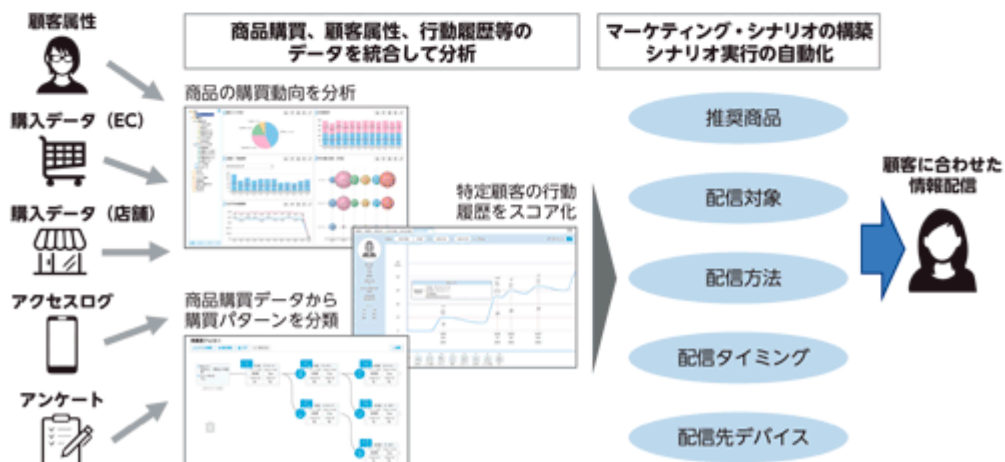 顧客属性
購入データ（EC）
購入データ（店舗）
アクセスログ
アンケート
商品購買、顧客属性、行動履歴等の
データを統合して分析
商品の購買動向を分析
特定顧客の行動
履歴をスコア化
商品購買データから
購買パターンを分類
マーケティング・シナリオの構築
シナリオ実行の自動化
推奨商品
配信対象
配信方法
配信タイミング
配信先デバイス
顧客に合わせた
情報配信